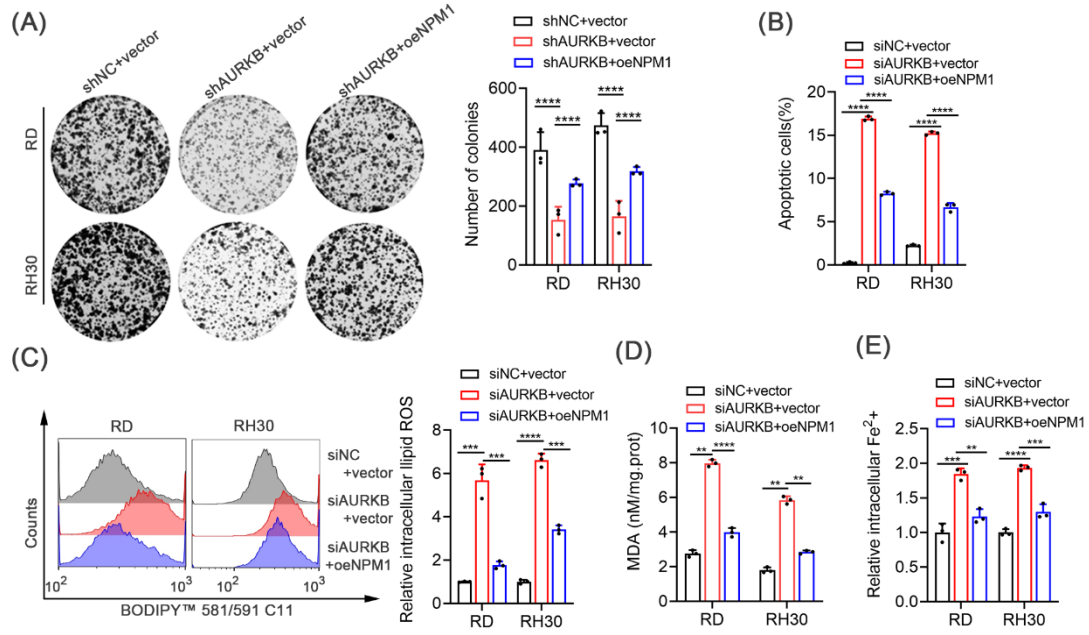 (A)
shNC+vector
shAURKB+vector
shAURKB+oeNPM1
RD
RH30
shNC+vector
shAURKB+vector
shAURKB+oeNPM1
Number of colonies
600
400
200
0
****
****
****
****
RD
RH30
(B)
siNC+vector
siAURKB+vector
siAURKB+oeNPM1
Apoptotic cells(%)
20
15
10
5
0
****
****
****
****
RD
RH30
(C)
RD
RH30
Counts
siNC
+vector
siAURKB
+vector
siAURKB
+oeNPM1
10²
10³
10²
10³
BODIPY™ 581/591 C11
siNC+vector
siAURKB+vector
siAURKB+oeNPM1
Relative intracellular llipid ROS
8
6
4
2
0
***
***
****
***
RD
RH30
(D)
siNC+vector
siAURKB+vector
siAURKB+oeNPM1
MDA (nM/mg.prot)
10
8
6
4
2
0
**
****
**
**
RD
RH30
(E)
siNC+vector
siAURKB+vector
siAURKB+oeNPM1
Relative intracellular Fe²⁺
2.5
2.0
1.5
1.0
0.5
0.0
***
**
****
***
RD
RH30